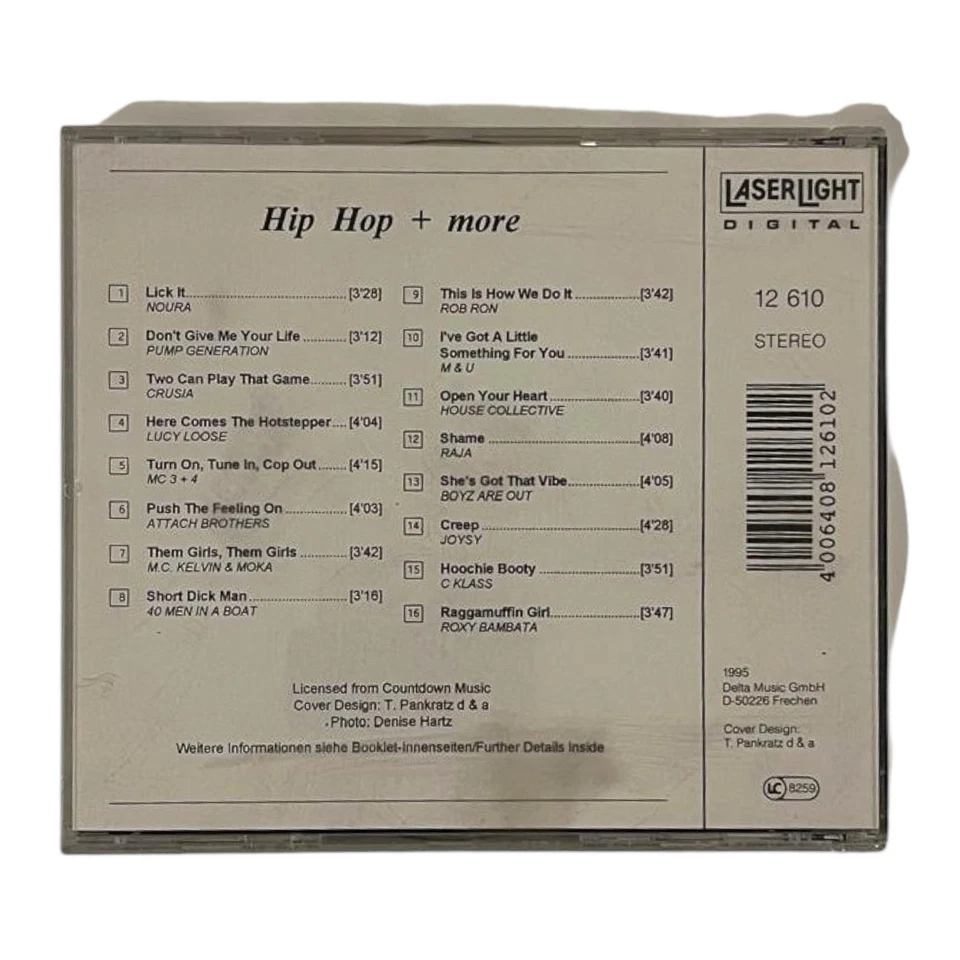 Hip Hop + more
1 Lick It..........................[3'28]
NOURA
2 Don't Give Me Your Life ............[3'12]
PUMP GENERATION
3 Two Can Play That Game.........[3'51]
CRUSIA
4 Here Comes The Hotstepper....[4'04]
LUCY LOOSE
5 Turn On, Tune In, Cop Out........[4'15]
MC 3 + 4
6 Push The Feeling On ................[4'03]
ATTACH BROTHERS
7 Them Girls, Them Girls ............[3'42]
M.C. KELVIN & MOKA
8 Short Dick Man..........................[3'16]
40 MEN IN A BOAT
9 This Is How We Do It .................[3'42]
ROB RON
10 I've Got A Little
Something For You ...................[3'41]
M & U
11 Open Your Heart.......................[3'40]
HOUSE COLLECTIVE
12 Shame ......................................[4'08]
RAJA
13 She's Got That Vibe...................[4'05]
BOYZ ARE OUT
14 Creep........................................[4'28]
JOYSY
15 Hoochie Booty ..........................[3'51]
C KLASS
16 Raggamuffin Girl.......................[3'47]
ROXY BAMBATA
Licensed from Countdown Music
Cover Design: T. Pankratz d & a
Photo: Denise Hartz
Weitere Informationen siehe Booklet-Innenseiten/Further Details Inside
LASERLIGHT
DIGITAL
12 610
STEREO
4 006408 126102
1995
Delta Music GmbH
D-50226 Frechen
Cover Design:
T. Pankratz d & a
LC 8259